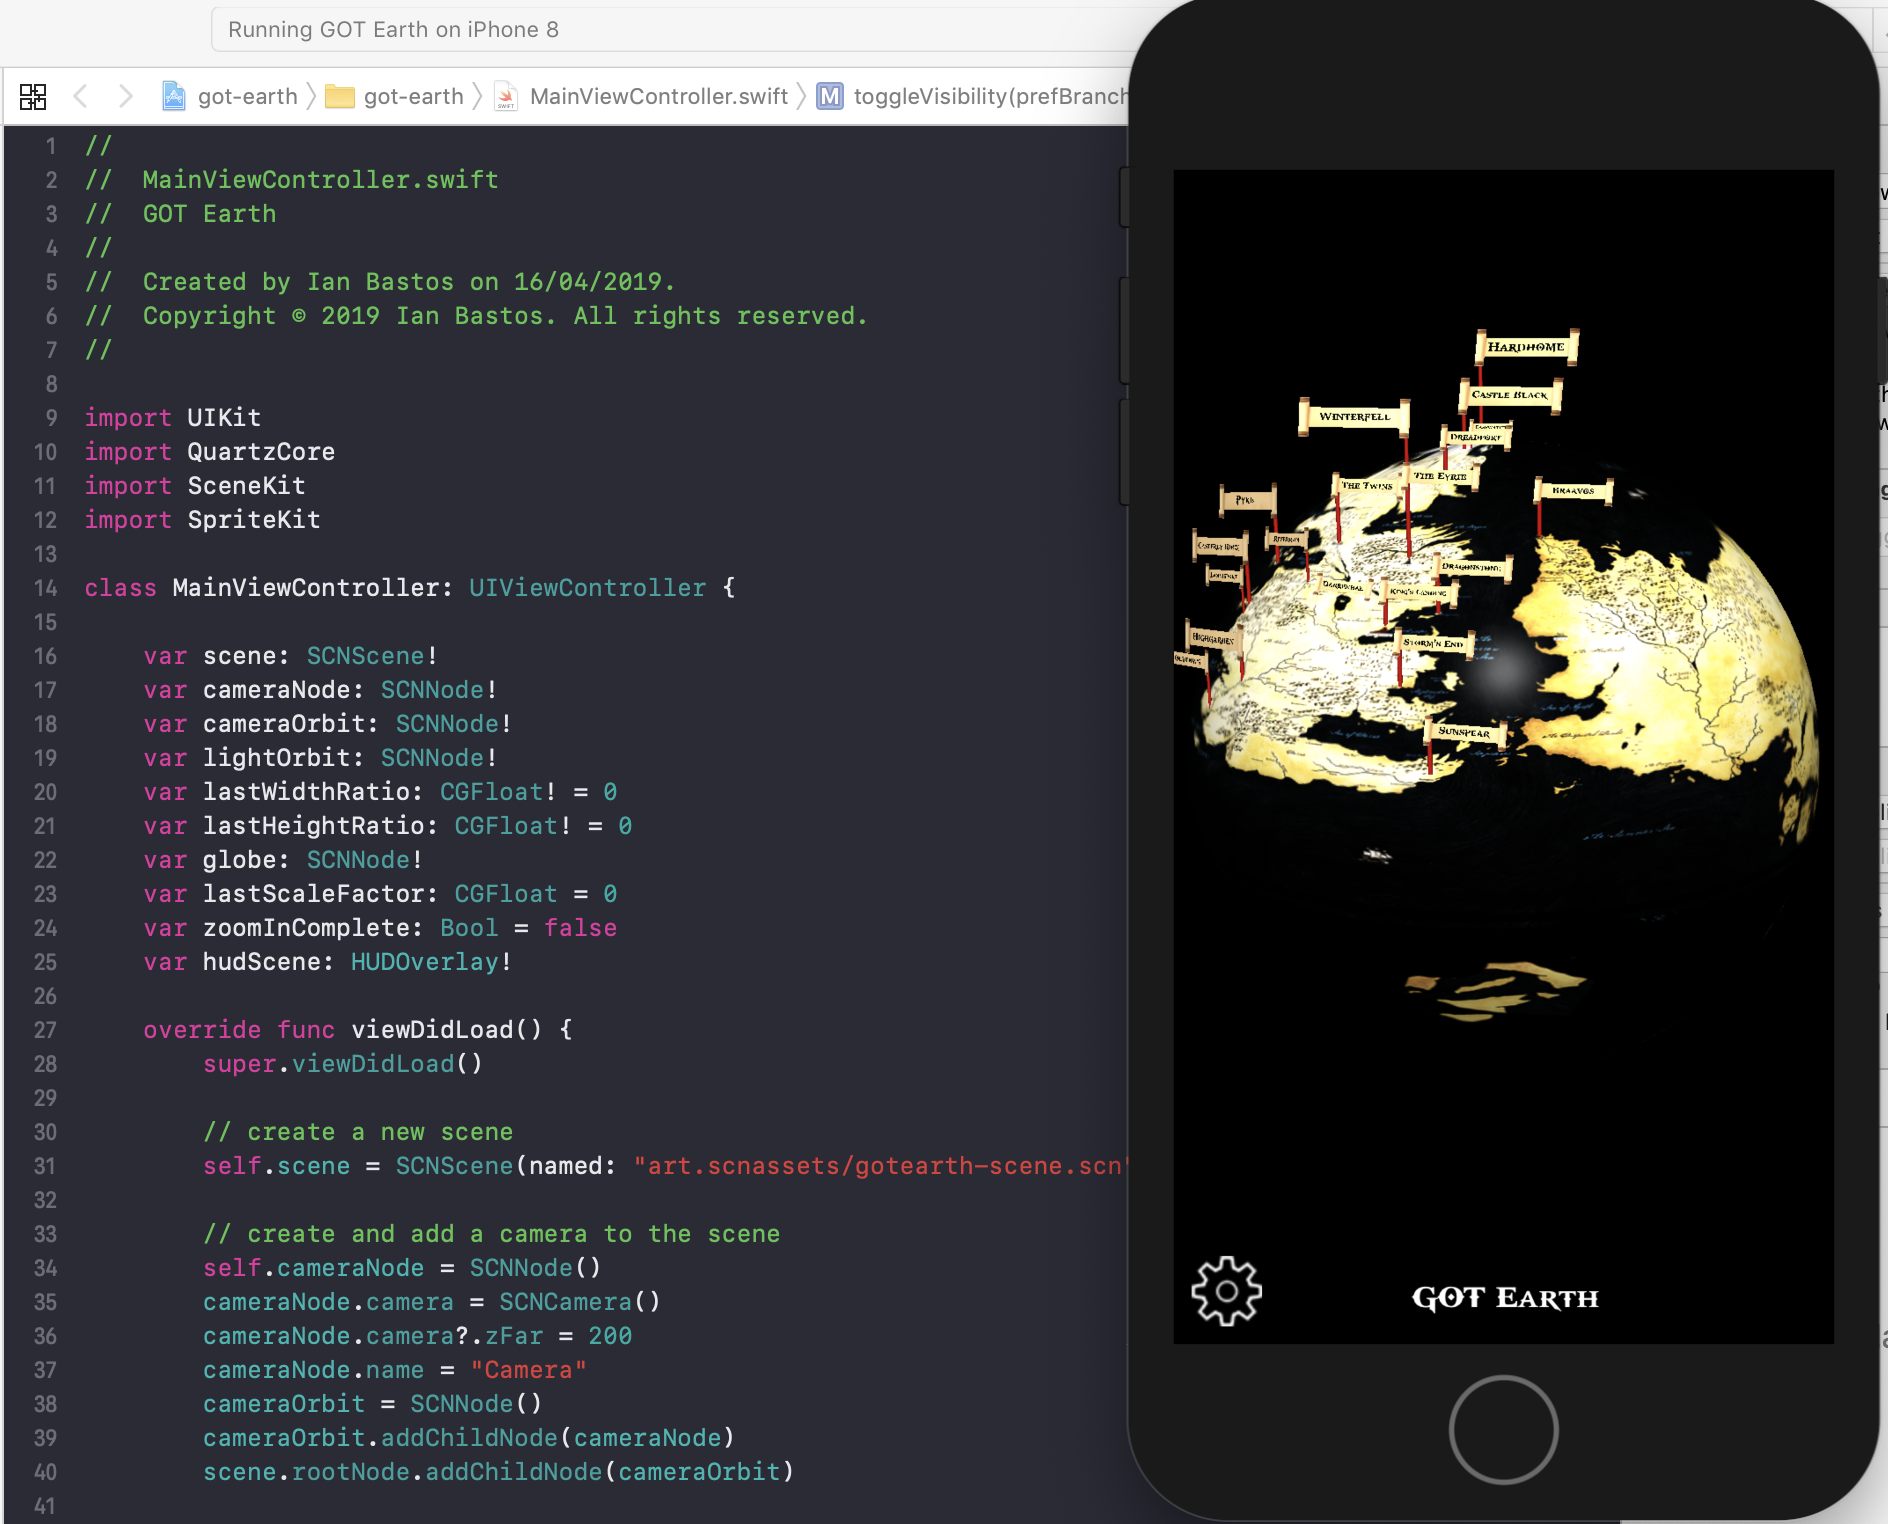 Running GOT Earth on iPhone 8
got-earth
got-earth
MainViewController.swift
M
toggleVisibility(prefBranch
1 //
2 //  MainViewController.swift
3 //  GOT Earth
4 //
5 //  Created by Ian Bastos on 16/04/2019.
6 //  Copyright © 2019 Ian Bastos. All rights reserved.
7 //
8
9 import UIKit
10 import QuartzCore
11 import SceneKit
12 import SpriteKit
13
14 class MainViewController: UIViewController {
15
16     var scene: SCNScene!
17     var cameraNode: SCNNode!
18     var cameraOrbit: SCNNode!
19     var lightOrbit: SCNNode!
20     var lastWidthRatio: CGFloat! = 0
21     var lastHeightRatio: CGFloat! = 0
22     var globe: SCNNode!
23     var lastScaleFactor: CGFloat = 0
24     var zoomInComplete: Bool = false
25     var hudScene: HUDOverlay!
26
27     override func viewDidLoad() {
28         super.viewDidLoad()
29
30         // create a new scene
31         self.scene = SCNScene(named: "art.scnassets/gotearth-scene.scn"
32
33         // create and add a camera to the scene
34         self.cameraNode = SCNNode()
35         cameraNode.camera = SCNCamera()
36         cameraNode.camera?.zFar = 200
37         cameraNode.name = "Camera"
38         cameraOrbit = SCNNode()
39         cameraOrbit.addChildNode(cameraNode)
40         scene.rootNode.addChildNode(cameraOrbit)
41
Hardhome
Castle Black
Winterfell
Dreadfort
The Eyrie
The Twins
Braavos
Pyke
Casterly Rock
Riverrun
Dragonstone
Harrenhal
King's Landing
Highgarden
Storm's End
Sunspear
GOT Earth